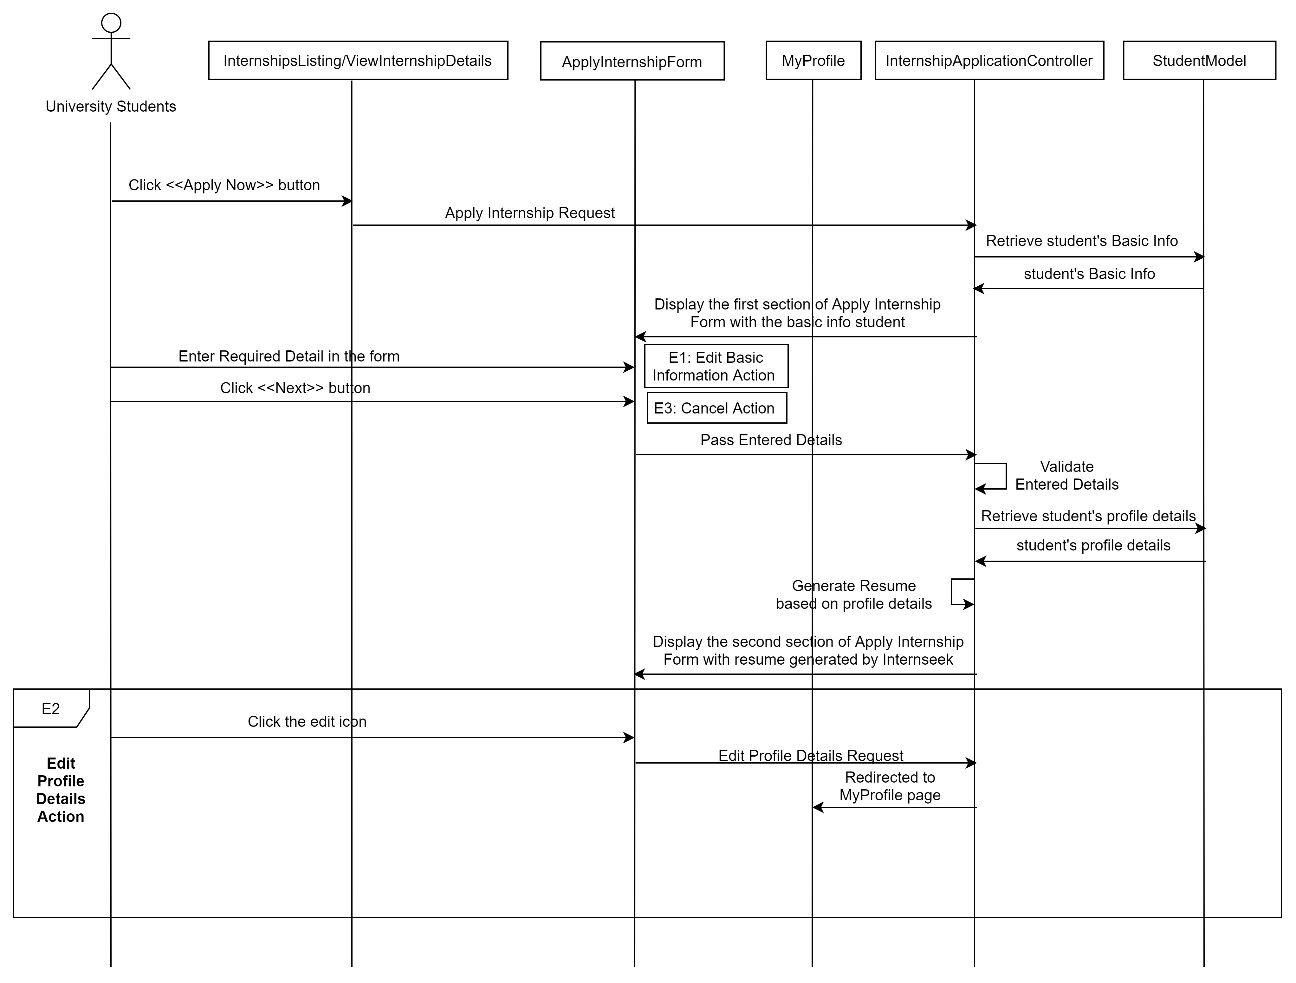 University Students
InternshipsListing/ViewInternshipDetails
ApplyInternshipForm
MyProfile
InternshipApplicationController
StudentModel
Click <<Apply Now>> button
Apply Internship Request
Retrieve student's Basic Info
student's Basic Info
Display the first section of Apply Internship
Form with the basic info student
Enter Required Detail in the form
E1: Edit Basic
Information Action
Click <<Next>> button
E3: Cancel Action
Pass Entered Details
Validate
Entered Details
Retrieve student's profile details
student's profile details
Generate Resume
based on profile details
Display the second section of Apply Internship
Form with resume generated by Internseek
E2
Edit
Profile
Details
Action
Click the edit icon
Edit Profile Details Request
Redirected to
MyProfile page